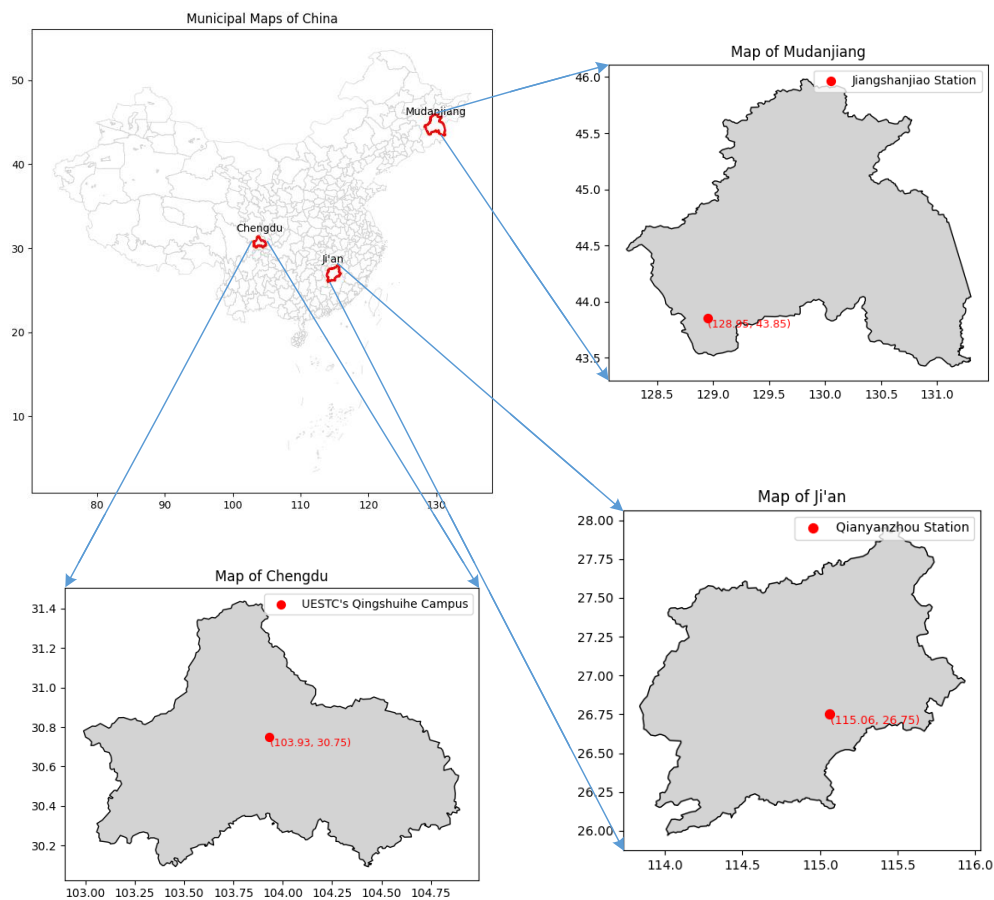 Municipal Maps of China
50
40
30
20
10
80 90 100 110 120 130
Mudanjiang
Chengdu
Ji'an
Map of Mudanjiang
Jiangshanjiao Station
46.0
45.5
45.0
44.5
44.0
43.5
(128.95, 43.85)
128.5 129.0 129.5 130.0 130.5 131.0
Map of Chengdu
UESTC's Qingshuihe Campus
31.4
31.2
31.0
30.8
30.6
30.4
30.2
(103.93, 30.75)
103.00 103.25 103.50 103.75 104.00 104.25 104.50 104.75
Map of Ji'an
Qianyanzhou Station
28.00
27.75
27.50
27.25
27.00
26.75
26.50
26.25
26.00
(115.06, 26.75)
114.0 114.5 115.0 115.5 116.0